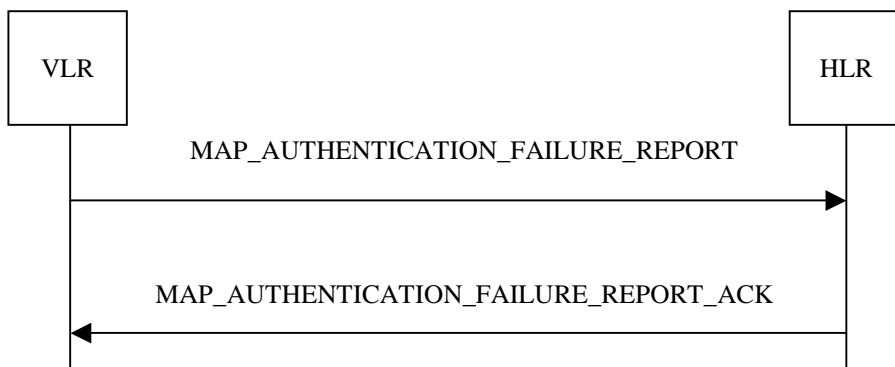 VLR
HLR
MAP_AUTHENTICATION_FAILURE_REPORT
MAP_AUTHENTICATION_FAILURE_REPORT_ACK